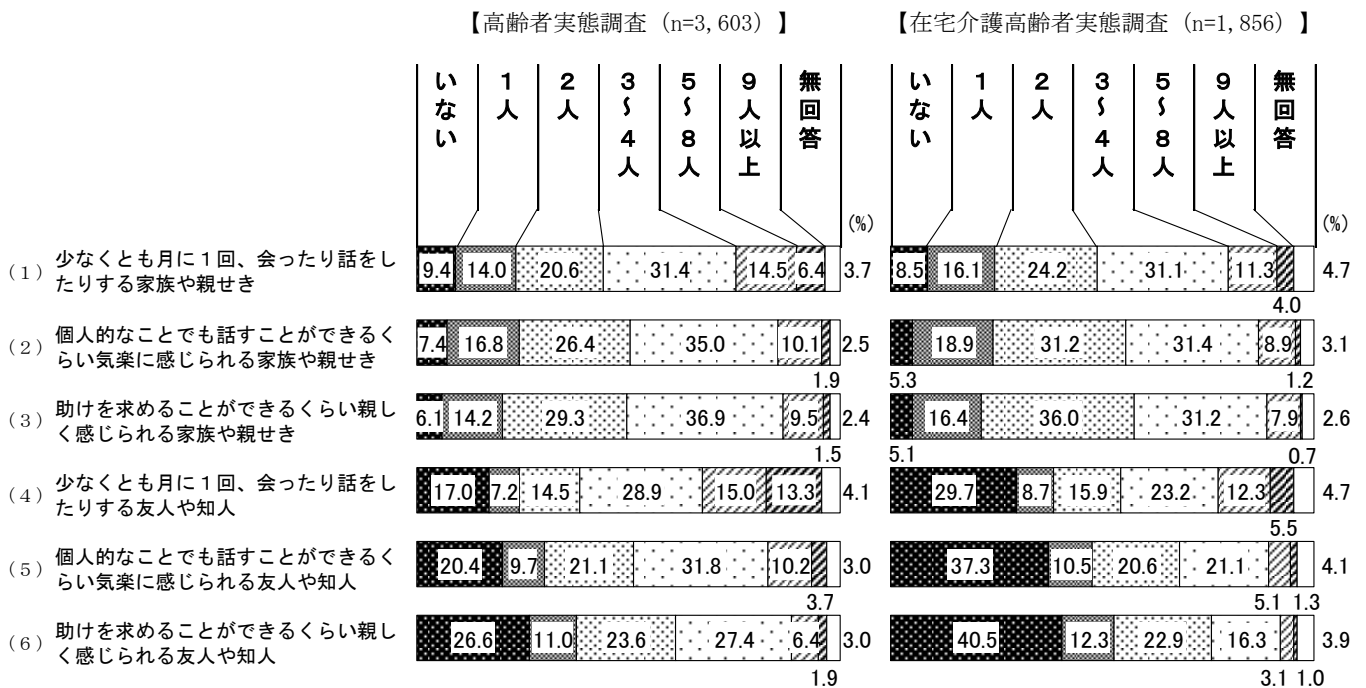 【高齢者実態調査（n=3,603）】
【在宅介護高齢者実態調査（n=1,856）】
いない
１人
２人
３～４人
５～８人
９人以上
無回答
いない
１人
２人
３～４人
５～８人
９人以上
無回答
(%)
(%)
（１）少なくとも月に１回、会ったり話をし
たりする家族や親せき
9.4 14.0 20.6 31.4 14.5 6.4 3.7
8.5 16.1 24.2 31.1 11.3 4.7
4.0
（２）個人的なことでも話すことができるく
らい気楽に感じられる家族や親せき
7.4 16.8 26.4 35.0 10.1 2.5
1.9
18.9 31.2 31.4 8.9 3.1
5.3 1.2
（３）助けを求めることができるくらい親し
く感じられる家族や親せき
6.1 14.2 29.3 36.9 9.5 2.4
1.5
16.4 36.0 31.2 7.9 2.6
5.1 0.7
（４）少なくとも月に１回、会ったり話をし
たりする友人や知人
17.0 7.2 14.5 28.9 15.0 13.3 4.1
29.7 8.7 15.9 23.2 12.3 4.7
5.5
（５）個人的なことでも話すことができるく
らい気楽に感じられる友人や知人
20.4 9.7 21.1 31.8 10.2 3.0
3.7
37.3 10.5 20.6 21.1 4.1
5.1 1.3
（６）助けを求めることができるくらい親し
く感じられる友人や知人
26.6 11.0 23.6 27.4 6.4 3.0
1.9
40.5 12.3 22.9 16.3 3.9
3.1 1.0